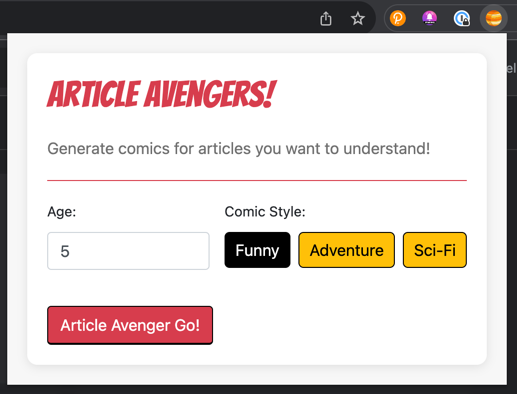 ARTICLE AVENGERS!
Generate comics for articles you want to understand!
Age:
Comic Style:
5
Funny
Adventure
Sci-Fi
Article Avenger Go!